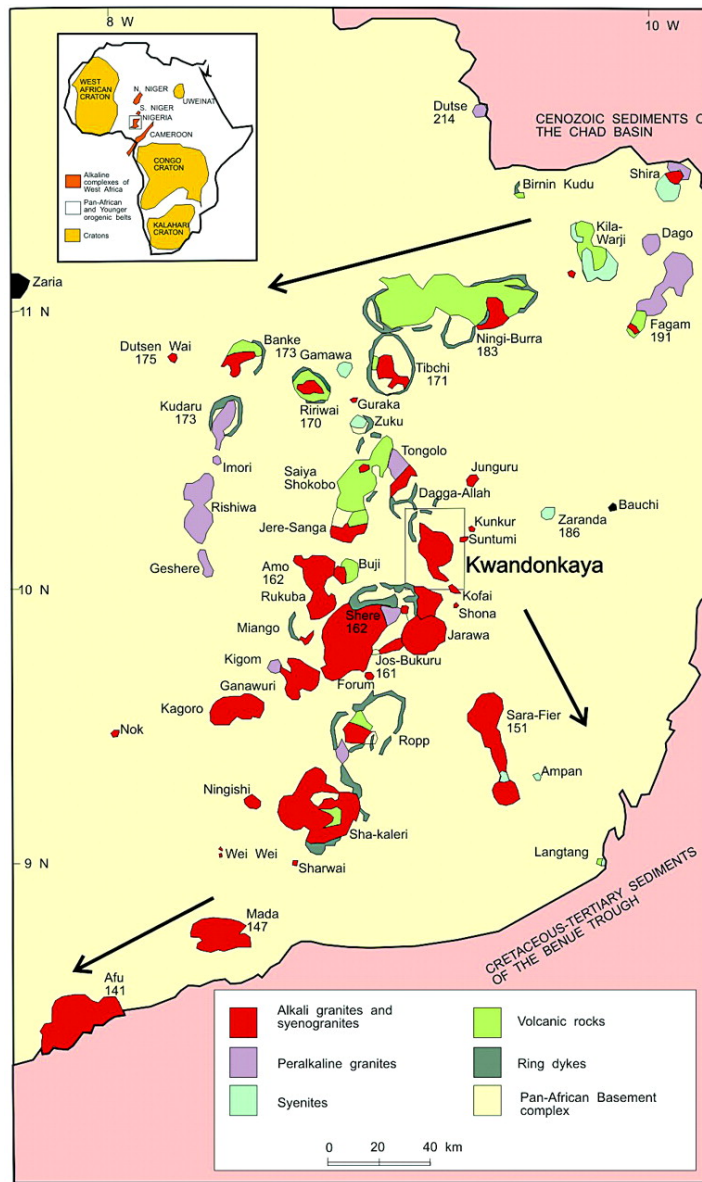 8 W
10 W
WEST
AFRICAN
CRATON
N. NIGER
UWEINAT
S. NIGER
NIGERIA
CAMEROON
CONGO
CRATON
KALAHARI
CRATON
Alkaline
complexes of
West Africa
Pan-African
and Younger
orogenic belts
Cratons
Dutse
214
CENOZOIC SEDIMENTS O
THE CHAD BASIN
Birnin Kudu
Shira
Kila-
Warji
Dago
Zaria
11 N
Fagam
191
Ningi-Burra
183
Dutsen Wai
175
Banke
173
Gamawa
Tibchi
171
Ririwai
170
Guraka
Kudaru
173
Zuku
Imori
Tongolo
Saiya
Shokobo
Junguru
Dagga-Allah
Rishiwa
Bauchi
Zaranda
186
Kunkur
Suntumi
Jere-Sanga
Geshere
Amo
162
Buji
Kwandonkaya
10 N
Rukuba
Kofai
Shona
Shere
162
Miango
Jarawa
Jos-Bukuru
161
Kigom
Ganawuri
Forum
Kagoro
Sara-Fier
151
Nok
Ropp
Ampan
Ningishi
Sha-kaleri
Wei Wei
Sharwai
Langtang
9 N
Mada
147
CRETACEOUS-TERTIARY SEDIMENTS
OF THE BENUE TROUGH
Afu
141
Alkali granites and
syenogranites
Volcanic rocks
Peralkaline granites
Ring dykes
Syenites
Pan-African Basement
complex
0 20 40 km